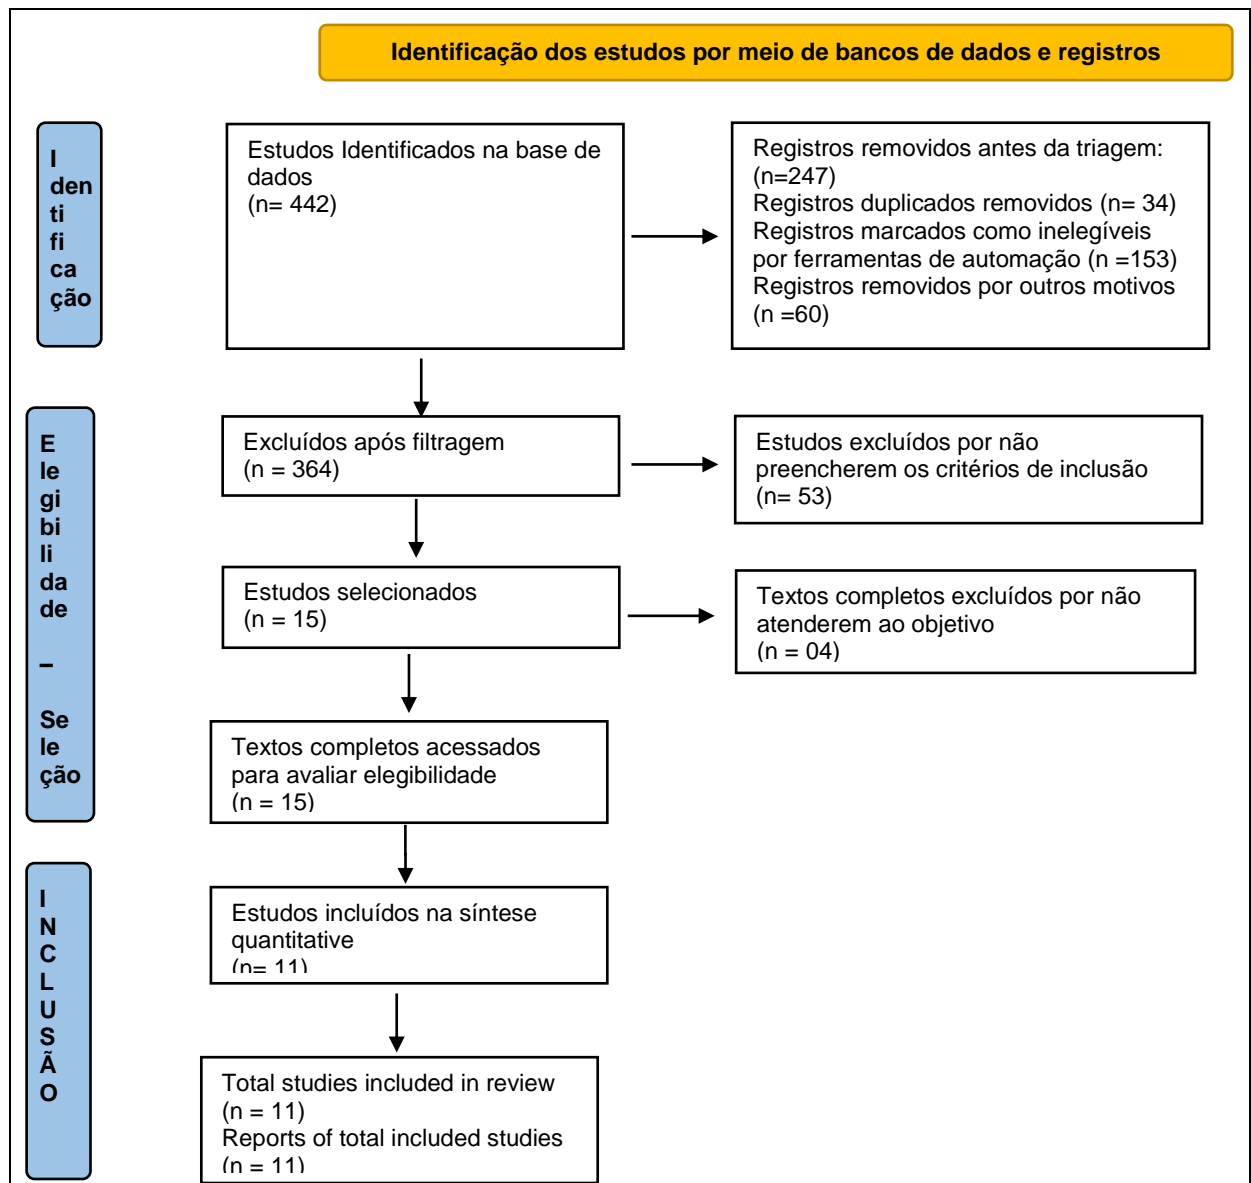 Identificação dos estudos por meio de bancos de dados e registros
I
den
ti
fi
ca
ção
Estudos Identificados na base de
dados
(n= 442)
Registros removidos antes da triagem:
(n=247)
Registros duplicados removidos (n= 34)
Registros marcados como inelegíveis
por ferramentas de automação (n =153)
Registros removidos por outros motivos
(n =60)
E
le
gi
bi
li
da
de
–
Se
le
ção
Excluídos após filtragem
(n = 364)
Estudos excluídos por não
preencherem os critérios de inclusão
(n= 53)
Estudos selecionados
(n = 15)
Textos completos excluídos por não
atenderem ao objetivo
(n = 04)
Textos completos acessados
para avaliar elegibilidade
(n = 15)
I
N
C
L
U
S
Ã
O
Estudos incluídos na síntese
quantitative
(n= 11)
Total studies included in review
(n = 11)
Reports of total included studies
(n = 11)